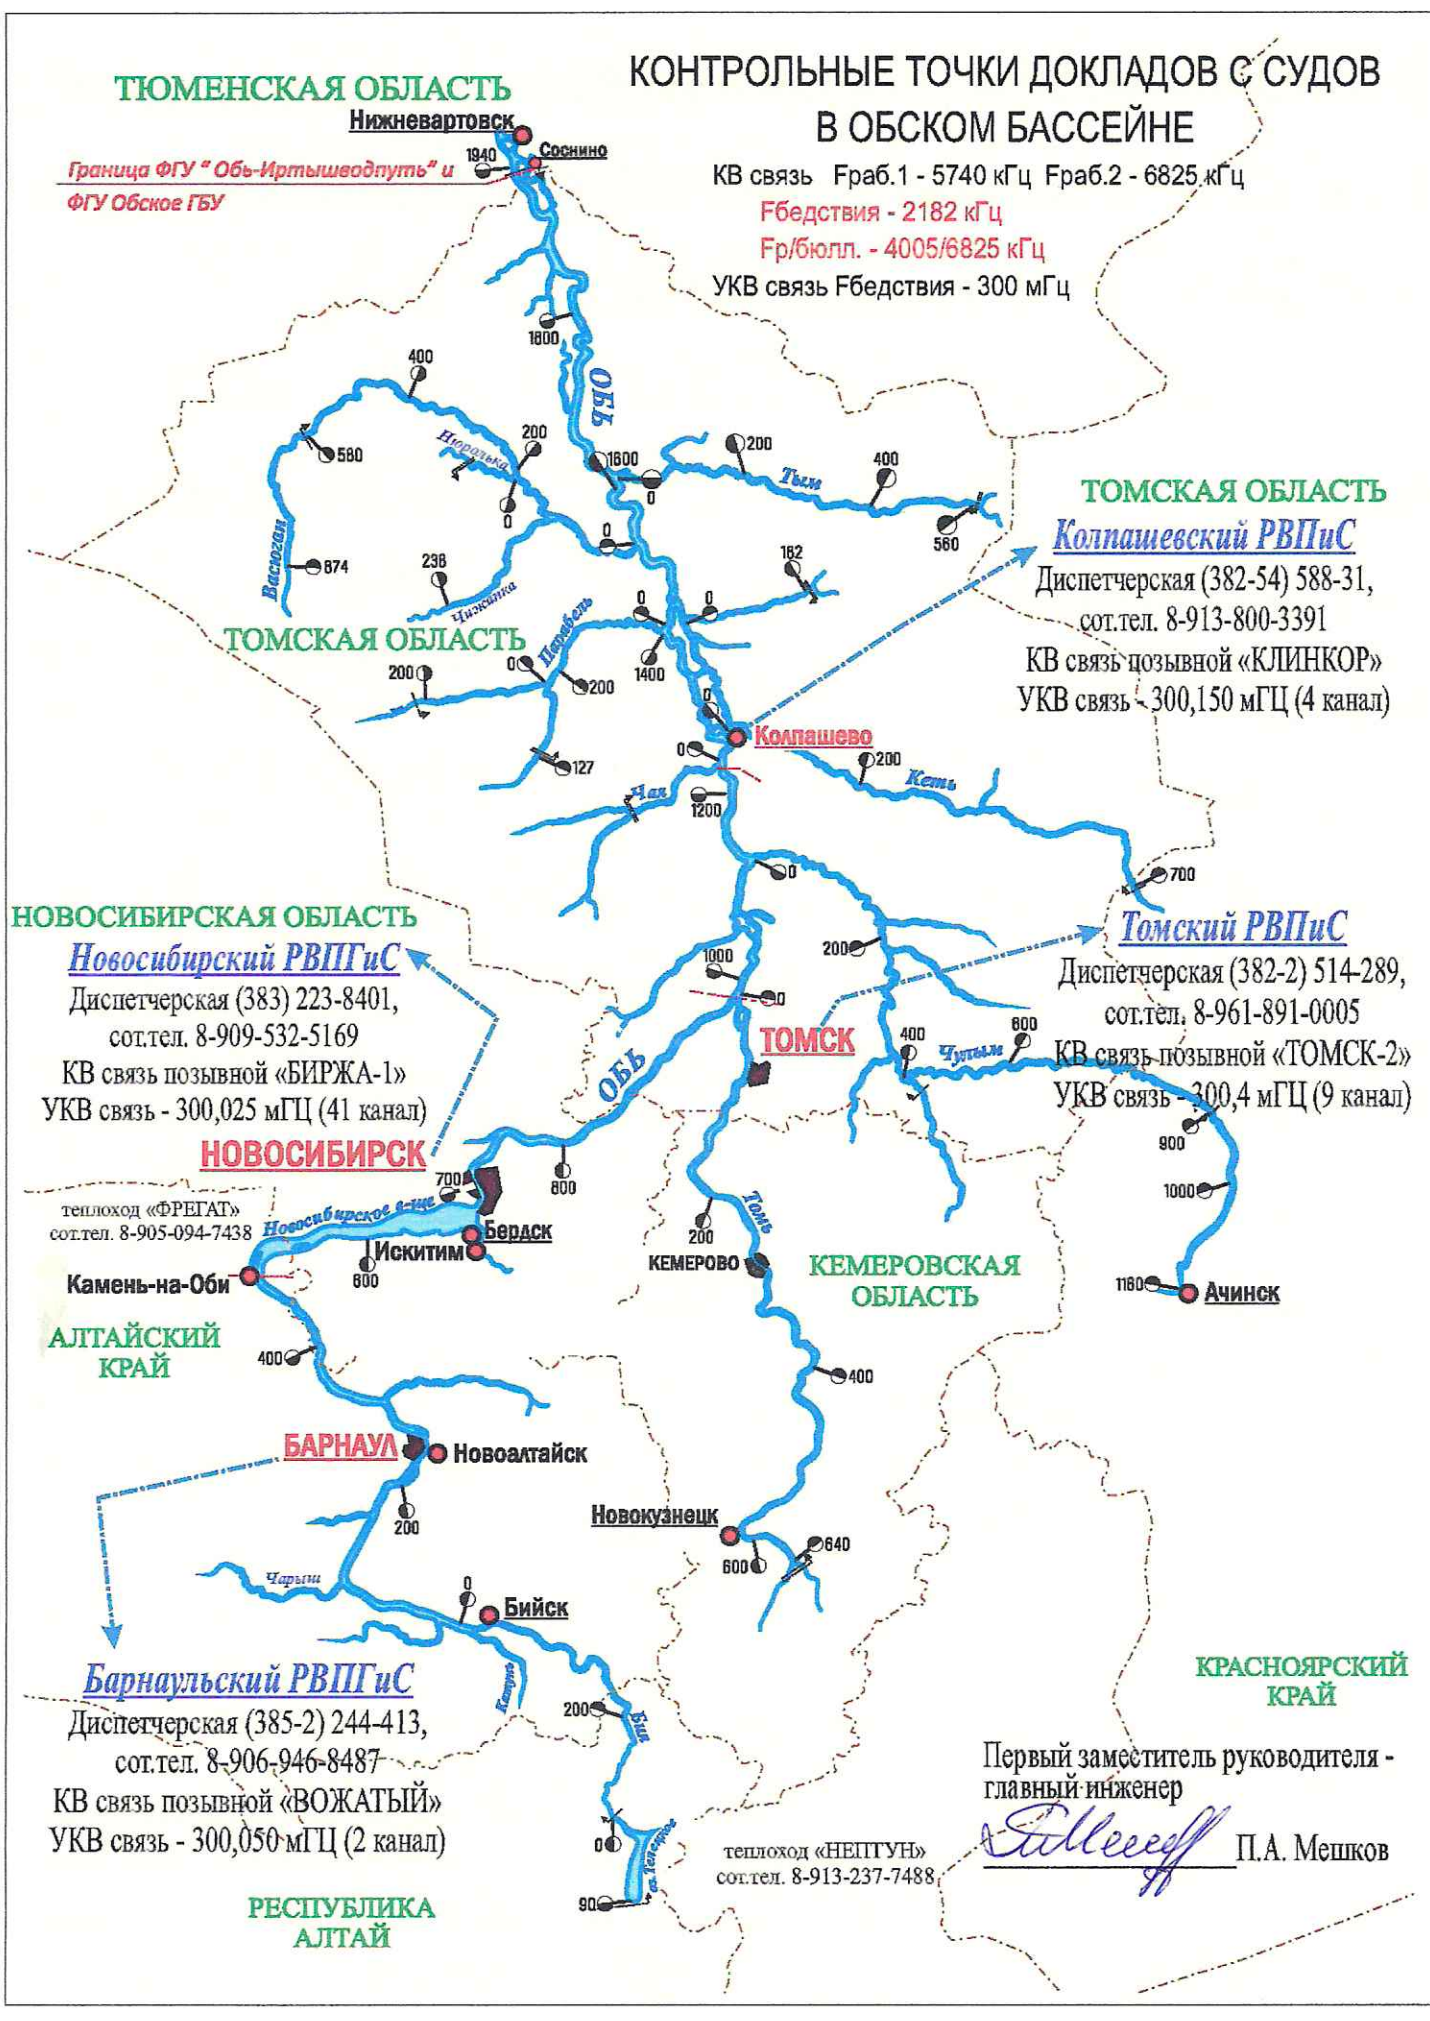 КОНТРОЛЬНЫЕ ТОЧКИ ДОКЛАДОВ С СУДОВ
В ОБСКОМ БАССЕЙНЕ
КВ связь Fраб.1 - 5740 кГц Fраб.2 - 6825 кГц
Fбедствия - 2182 кГц
Fр/бюлл. - 4005/6825 кГц
УКВ связь Fбедствия - 300 мГц
ТЮМЕНСКАЯ ОБЛАСТЬ
Нижневартовск
Соснино
1940
Граница ФГУ " Обь-Иртышводпуть" и
ФГУ Обское ГБУ
1800
ОБЬ
400
580
Нюролька
200
0
Васюган
874
238
Чижапка
0
1600
0
200
Тым
400
560
162
0
0
1400
ТОМСКАЯ ОБЛАСТЬ
Парабель
0
200
200
127
ТОМСКАЯ ОБЛАСТЬ
Колпашевский РВПиС
Диспетчерская (382-54) 588-31,
сот.тел. 8-913-800-3391
КВ связь позывной «КЛИНКОР»
УКВ связь - 300,150 мГЦ (4 канал)
0
Колпашево
0
Чая
1200
200
Кеть
700
0
200
НОВОСИБИРСКАЯ ОБЛАСТЬ
Новосибирский РВПГиС
Диспетчерская (383) 223-8401,
сот.тел. 8-909-532-5169
КВ связь позывной «БИРЖА-1»
УКВ связь - 300,025 мГЦ (41 канал)
Томский РВПиС
Диспетчерская (382-2) 514-289,
сот.тел. 8-961-891-0005
КВ связь позывной «ТОМСК-2»
УКВ связь - 300,4 мГЦ (9 канал)
1000
0
ТОМСК
400
Чулым
600
900
1000
1160
Ачинск
ОБЬ
НОВОСИБИРСК
700
800
теплоход «ФРЕГАТ»
сот.тел. 8-905-094-7438
Новосибирское в-ще
Бердск
Искитим
600
Камень-на-Оби
Томь
200
КЕМЕРОВО
КЕМЕРОВСКАЯ
ОБЛАСТЬ
АЛТАЙСКИЙ
КРАЙ
400
400
БАРНАУЛ
Новоалтайск
200
Новокузнецк
600
640
Чарыш
0
Бийск
Катунь
200
Бия
Барнаульский РВПГиС
Диспетчерская (385-2) 244-413,
сот.тел. 8-906-946-8487
КВ связь позывной «ВОЖАТЫЙ»
УКВ связь - 300,050 мГЦ (2 канал)
КРАСНОЯРСКИЙ
КРАЙ
Первый заместитель руководителя -
главный инженер
П.А. Мешков
0
оз. Телецкое
90
теплоход «НЕПТУН»
сот.тел. 8-913-237-7488
РЕСПУБЛИКА
АЛТАЙ